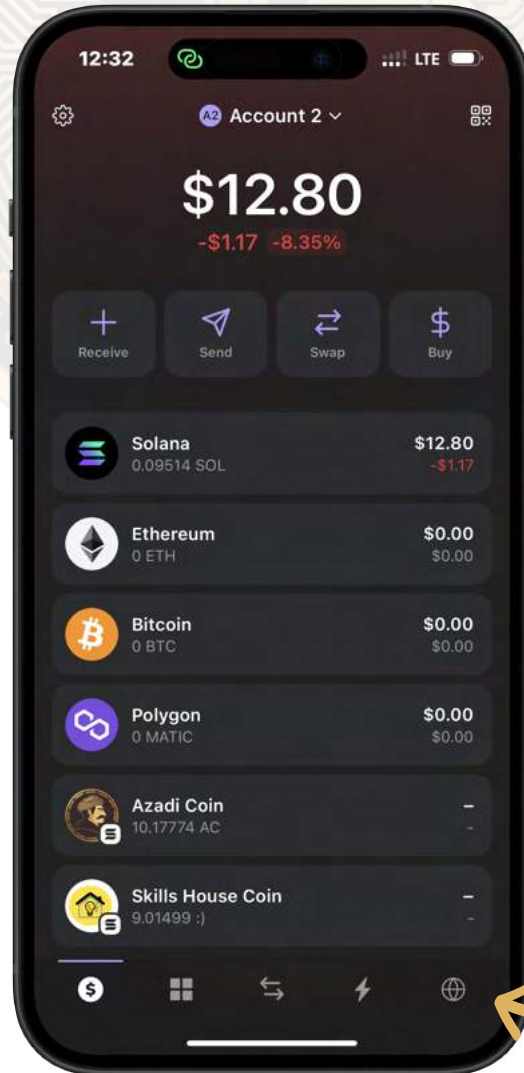 12:32
LTE
A2 Account 2
$12.80
-$1.17 -8.35%
Receive Send Swap Buy
Solana $12.80
0.09514 SOL -$1.17
Ethereum $0.00
0 ETH $0.00
Bitcoin $0.00
0 BTC $0.00
Polygon $0.00
0 MATIC $0.00
Azadi Coin –
10.17774 AC -
Skills House Coin –
9.01499 :) -